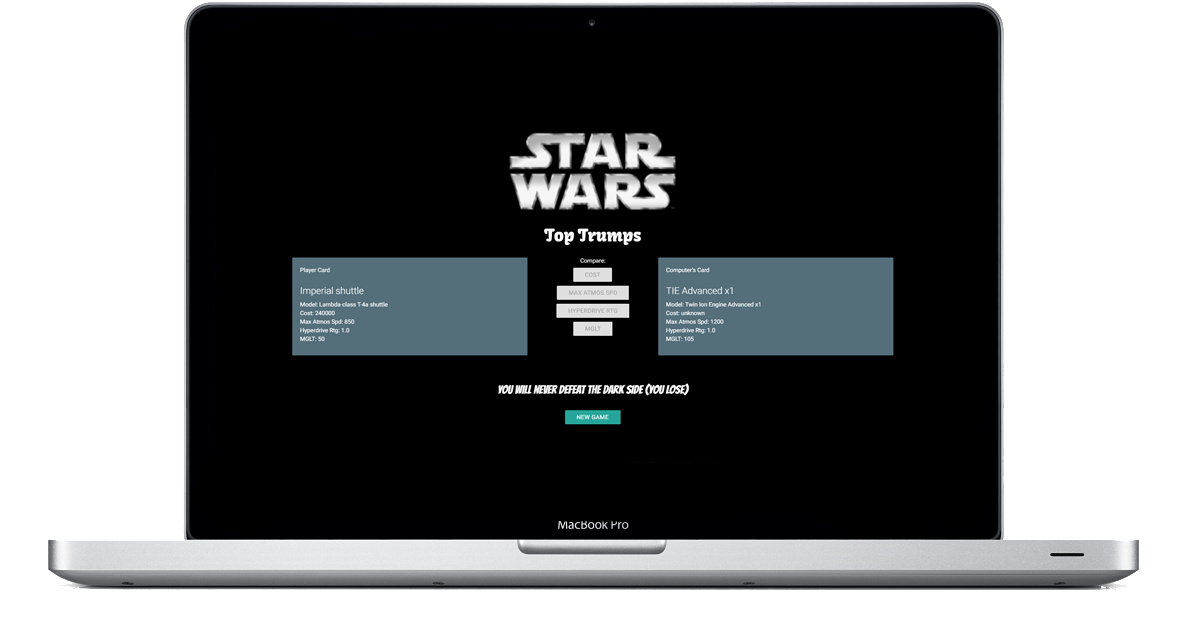 STAR
WARS
Top Trumps
Player Card
Imperial shuttle
Model: Lambda-class T-4a shuttle
Cost: 240000
Max Atmos Spd: 850
Hyperdrive Rtg: 1.0
MGLT: 50
Compare:
COST
MAX ATMOS SPD
HYPERDRIVE RTG
MGLT
Computer's Card
TIE Advanced x1
Model: Twin Ion Engine Advanced x1
Cost: unknown
Max Atmos Spd: 1200
Hyperdrive Rtg: 1.0
MGLT: 105
YOU WILL NEVER DEFEAT THE DARK SIDE (YOU LOSE)
NEW GAME
MacBook Pro